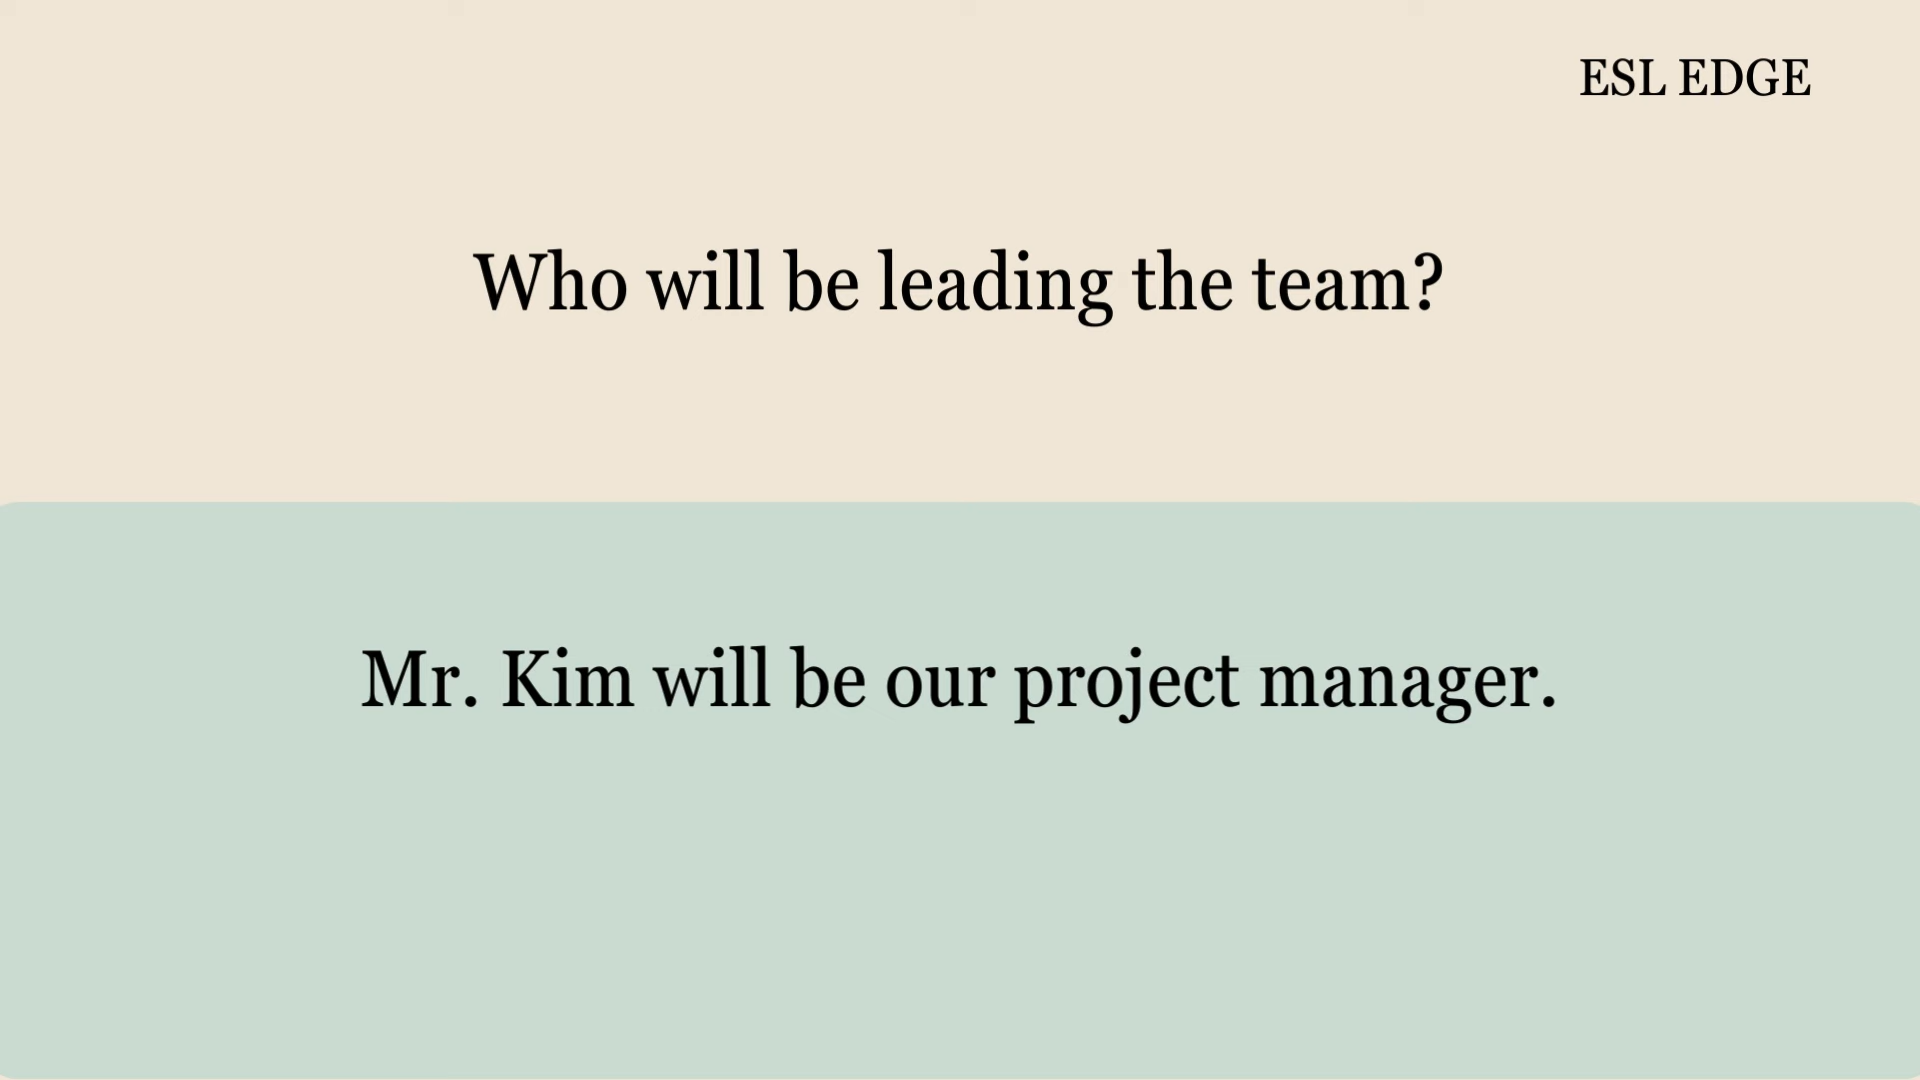 ESL EDGE
Who will be leading the team?
Mr. Kim will be our project manager.